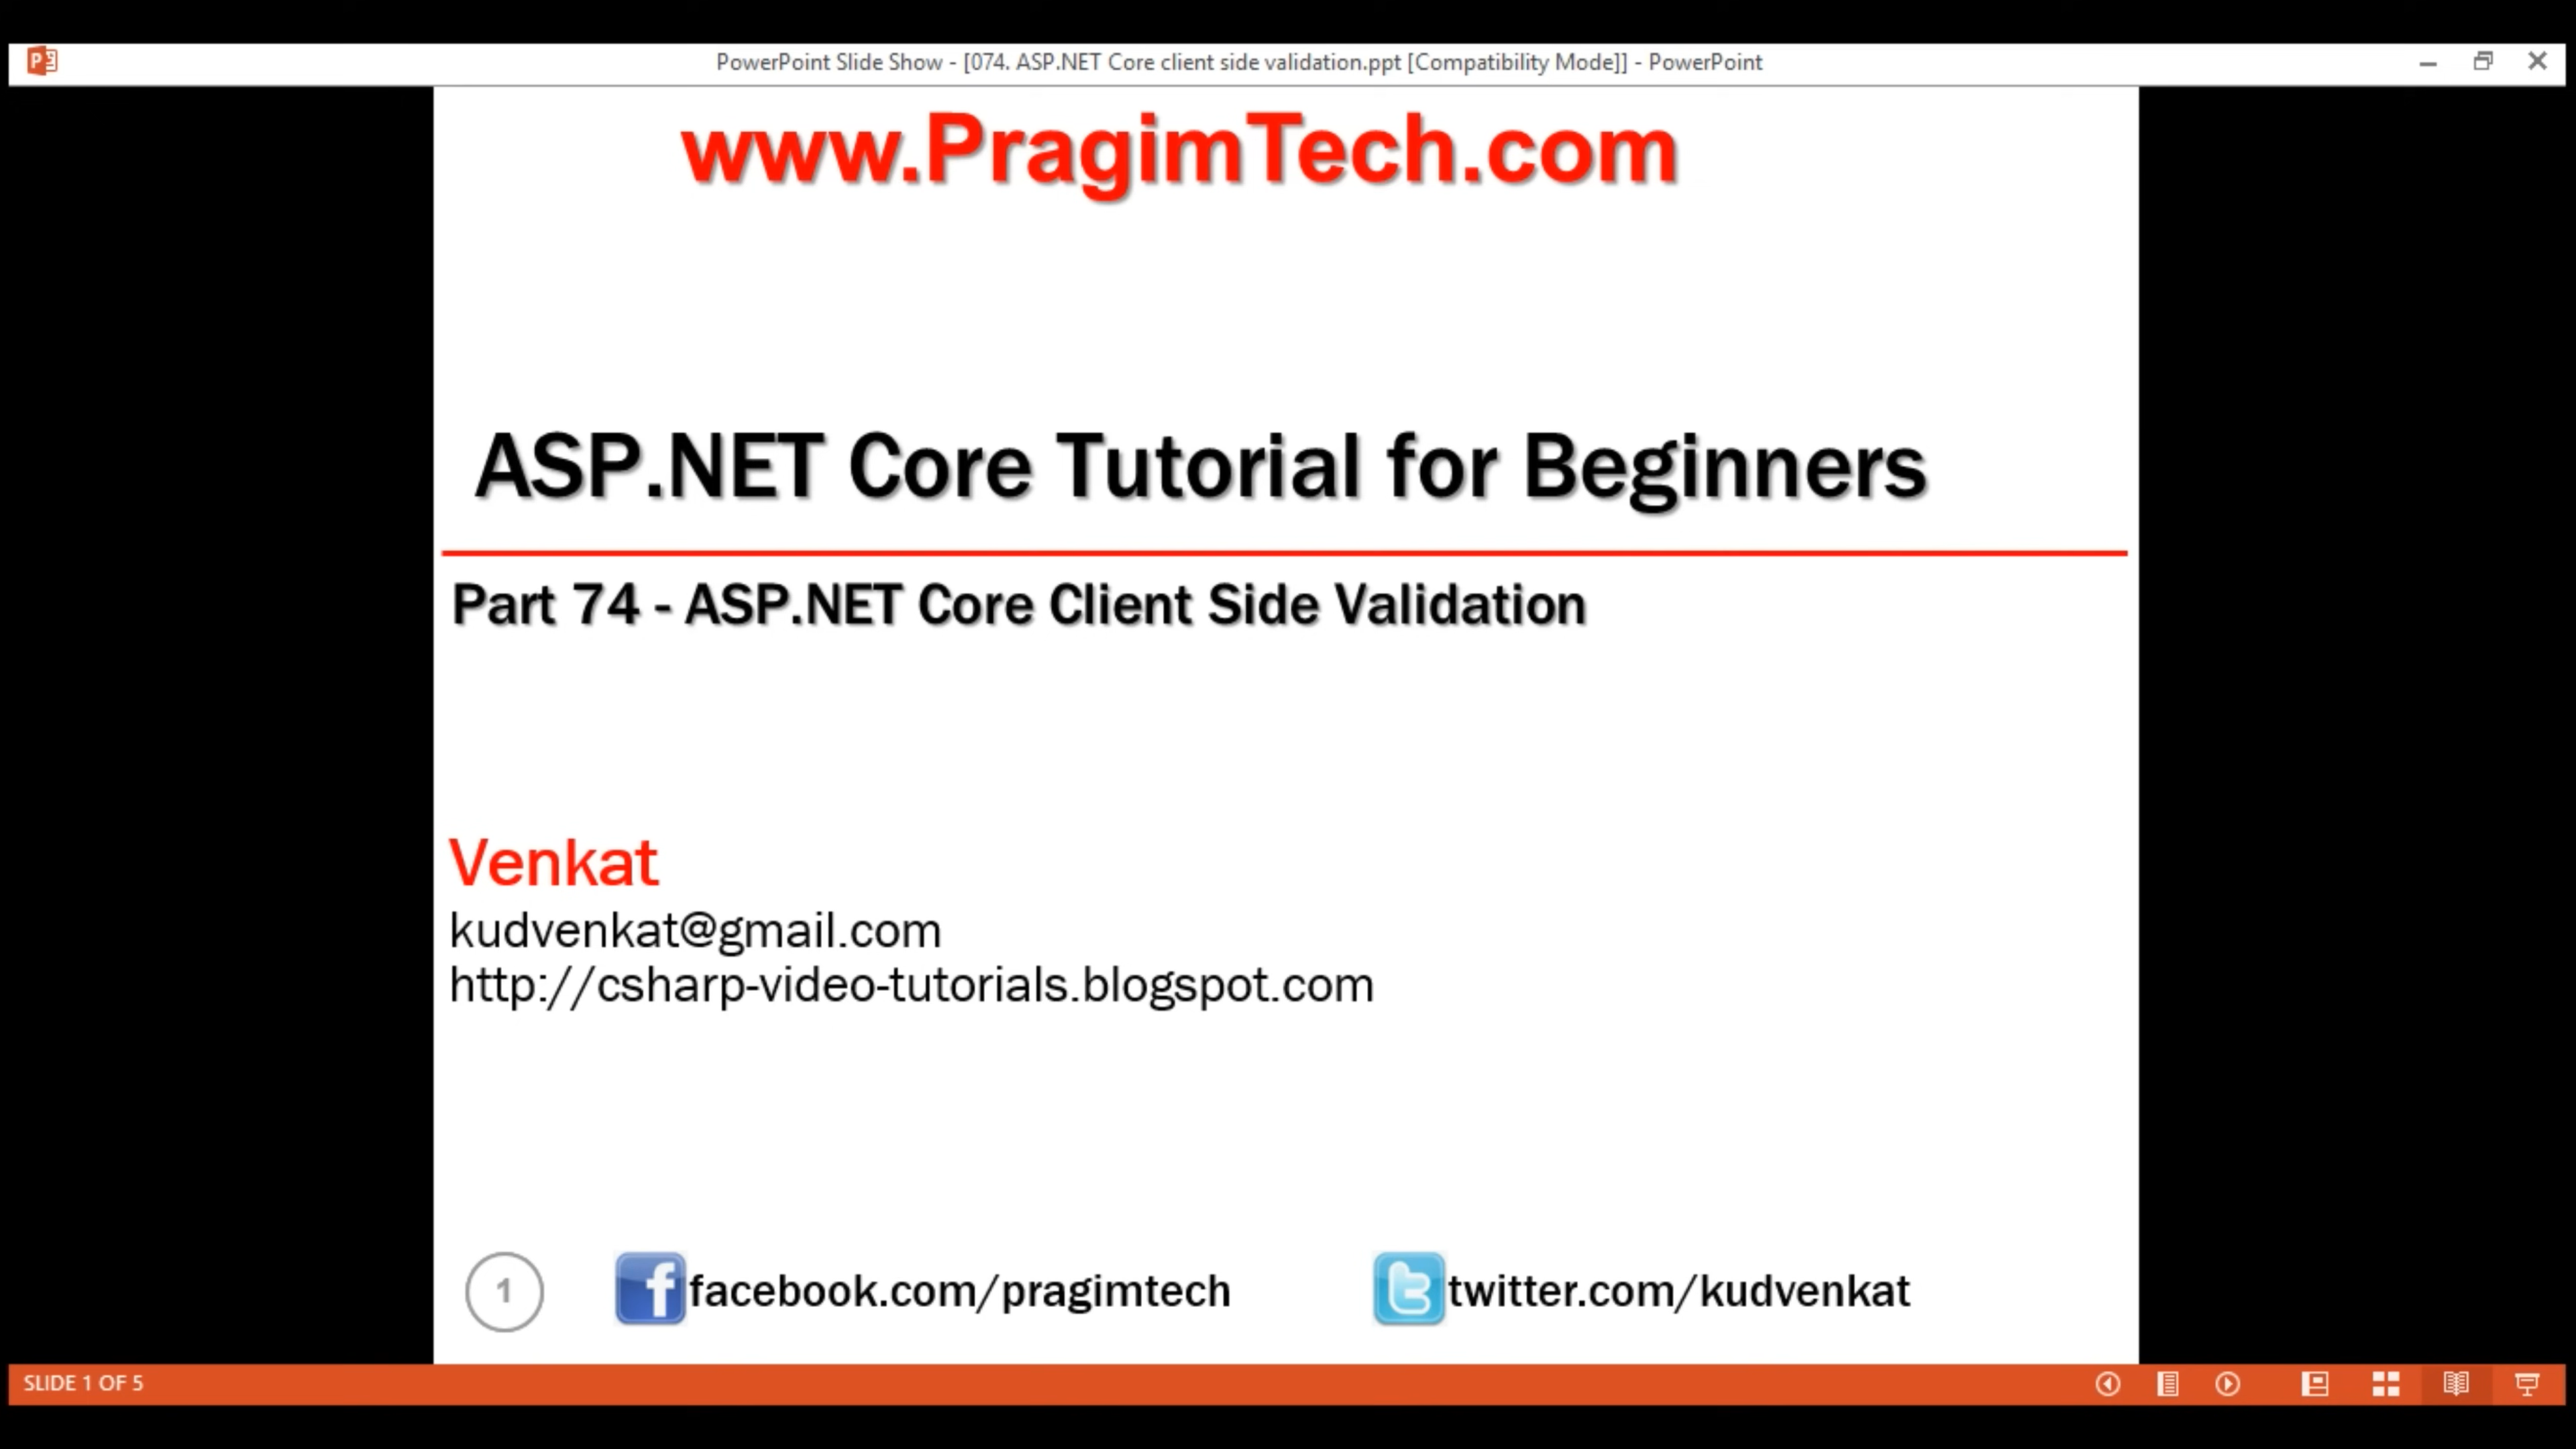 PowerPoint Slide Show - [074. ASP.NET Core client side validation.ppt [Compatibility Mode]] - PowerPoint
www.PragimTech.com
ASP.NET Core Tutorial for Beginners
Part 74 - ASP.NET Core Client Side Validation
Venkat
kudvenkat@gmail.com
http://csharp-video-tutorials.blogspot.com
1 facebook.com/pragimtech twitter.com/kudvenkat
SLIDE 1 OF 5